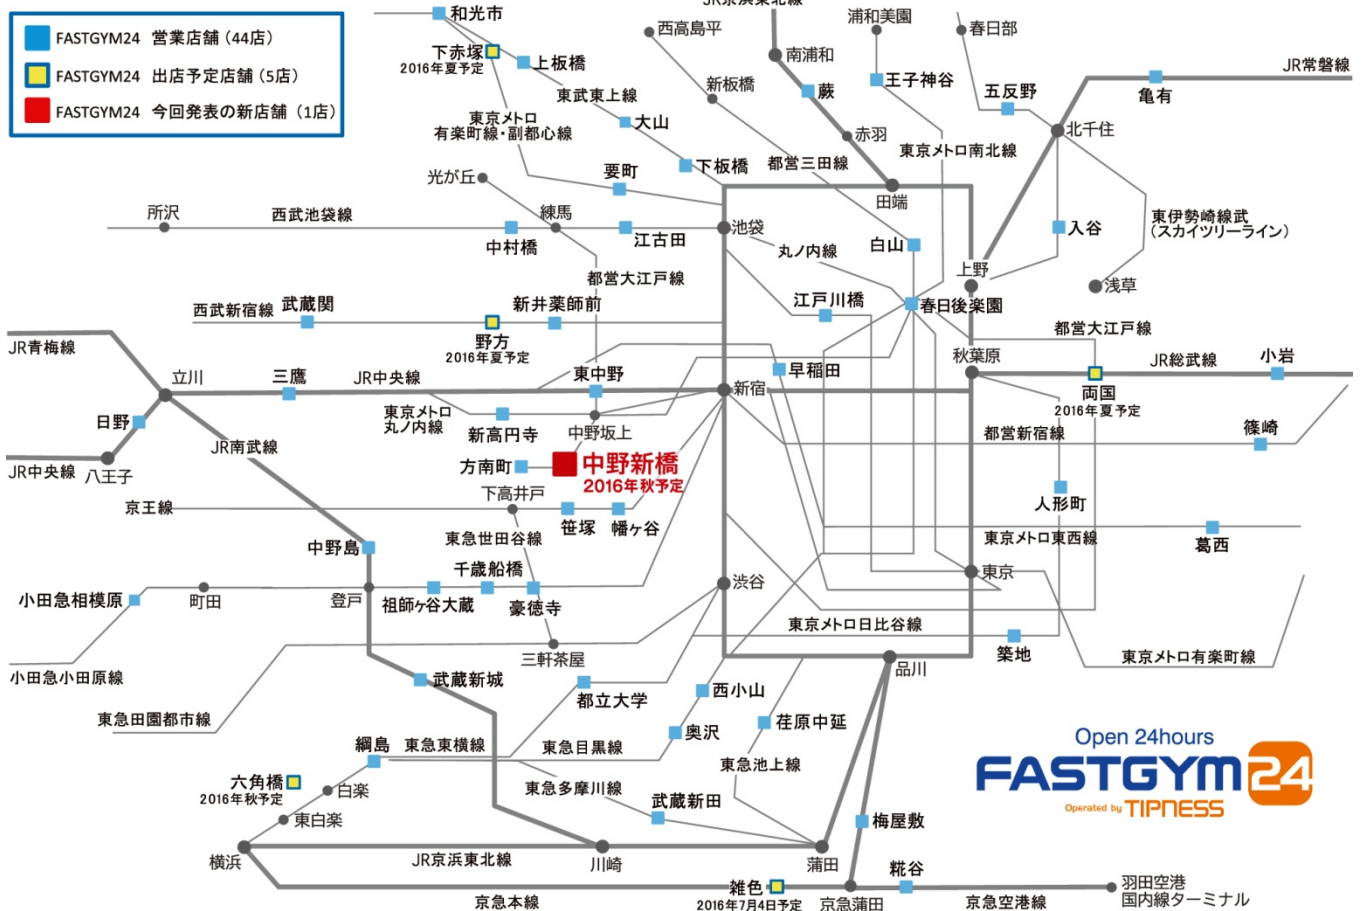 JR京浜東北線
FASTGYM24 営業店舗（44店）
FASTGYM24 出店予定店舗（5店）
FASTGYM24 今回発表の新店舗（1店）
和光市
下赤塚
2016年夏予定
上板橋
東武東上線
東京メトロ
有楽町線・副都心線
大山
下板橋
要町
西高島平
新板橋
都営三田線
南浦和
蕨
赤羽
田端
浦和美園
王子神谷
東京メトロ南北線
春日部
五反野
北千住
JR常磐線
亀有
入谷
東伊勢崎線武
（スカイツリーライン）
浅草
上野
光が丘
所沢
西武池袋線
練馬
中村橋
江古田
池袋
都営大江戸線
丸ノ内線
白山
江戸川橋
春日後楽園
西武新宿線
武蔵関
野方
2016年夏予定
新井薬師前
都営大江戸線
秋葉原
JR総武線
小岩
両国
2016年夏予定
JR青梅線
立川
三鷹
JR中央線
東中野
新宿
早稲田
日野
JR南武線
JR中央線
八王子
東京メトロ
丸ノ内線
新高円寺
中野坂上
方南町
中野新橋
2016年秋予定
都営新宿線
篠崎
人形町
京王線
下高井戸
笹塚
幡ヶ谷
東急世田谷線
東京メトロ東西線
葛西
中野島
千歳船橋
小田急相模原
町田
登戸
祖師ヶ谷大蔵
豪徳寺
渋谷
東京
三軒茶屋
東京メトロ日比谷線
築地
東京メトロ有楽町線
小田急小田原線
武蔵新城
都立大学
西小山
品川
東急田園都市線
奥沢
荏原中延
綱島
東急東横線
東急目黒線
東急池上線
六角橋
2016年秋予定
白楽
東急多摩川線
武蔵新田
梅屋敷
東白楽
横浜
JR京浜東北線
川崎
蒲田
糀谷
京急本線
雑色
2016年7月4日予定
京急蒲田
京急空港線
羽田空港
国内線ターミナル
Open 24hours
FASTGYM24
Operated by TIPNESS